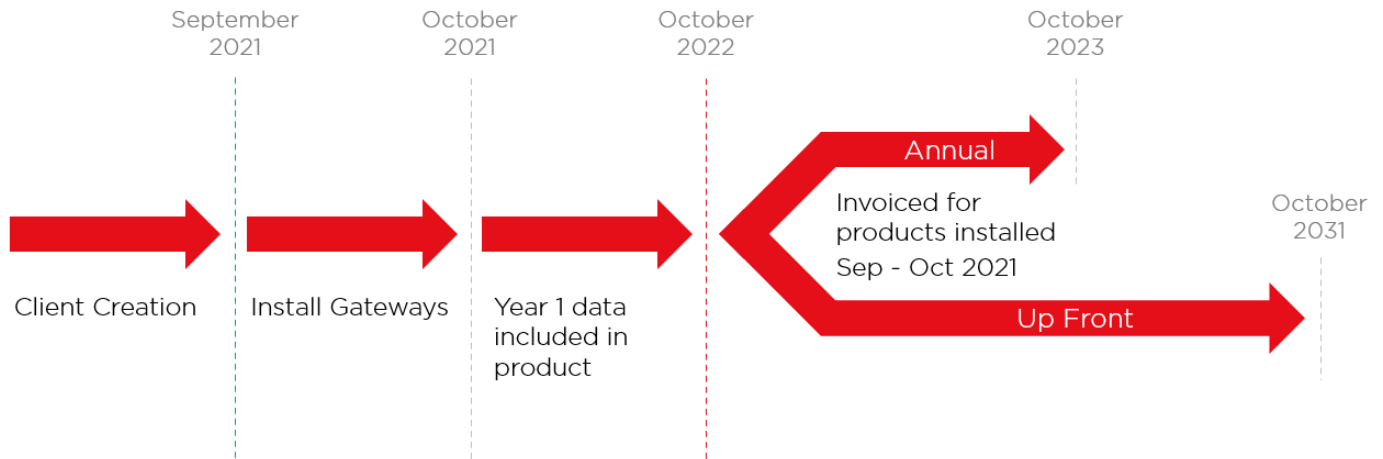 September
2021
October
2021
October
2022
October
2023
Annual
Invoiced for
products installed
Sep - Oct 2021
October
2031
Client Creation
Install Gateways
Year 1 data
included in
product
Up Front